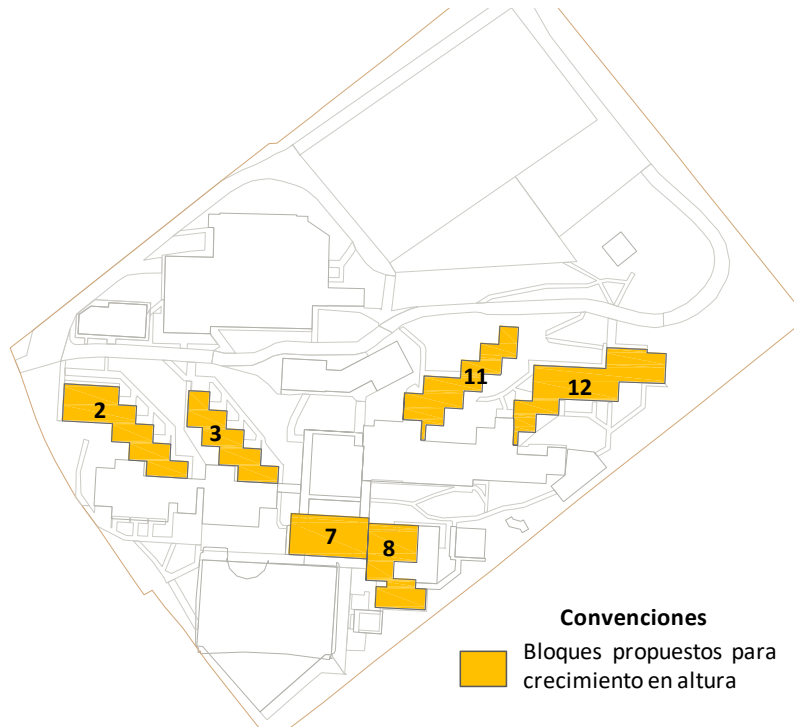 11
12
2
3
7
8
Convenciones
Bloques propuestos para
crecimiento en altura